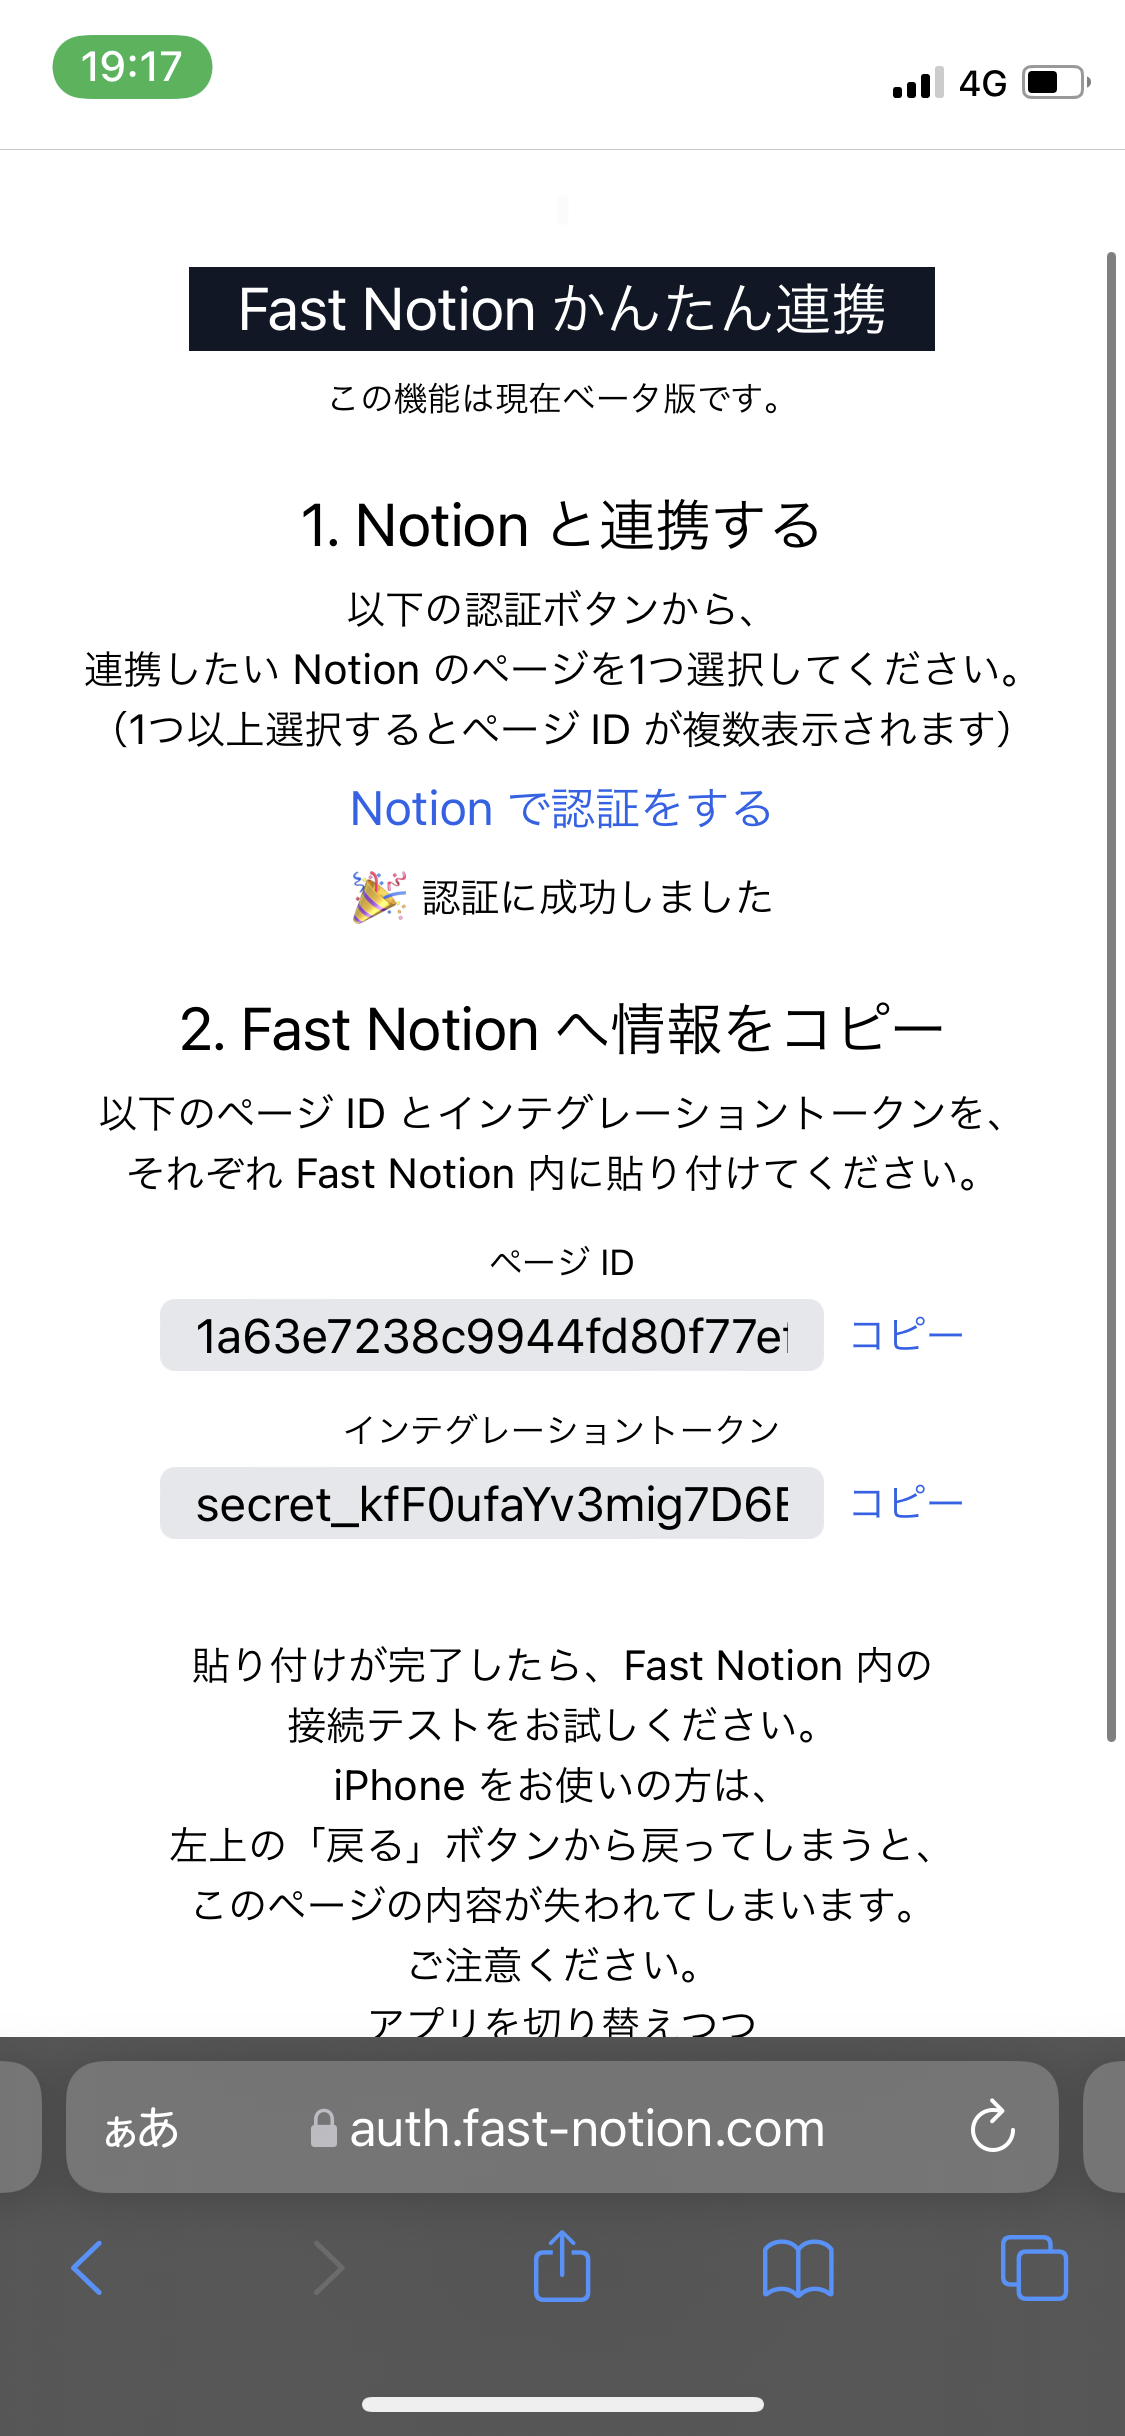 19:17
4G
Fast Notion かんたん連携
この機能は現在ベータ版です。
1. Notion と連携する
以下の認証ボタンから、
連携したい Notion のページを1つ選択してください。
（1つ以上選択するとページ ID が複数表示されます）
Notion で認証をする
🎉 認証に成功しました
2. Fast Notion へ情報をコピー
以下のページ ID とインテグレーショントークンを、
それぞれ Fast Notion 内に貼り付けてください。
ページ ID
1a63e7238c9944fd80f77e
コピー
インテグレーショントークン
secret_kfF0ufaYv3mig7D6
コピー
貼り付けが完了したら、Fast Notion 内の
接続テストをお試しください。
iPhone をお使いの方は、
左上の「戻る」ボタンから戻ってしまうと、
このページの内容が失われてしまいます。
ご注意ください。
アプリを切り替えつつ
ぁあ
auth.fast-notion.com